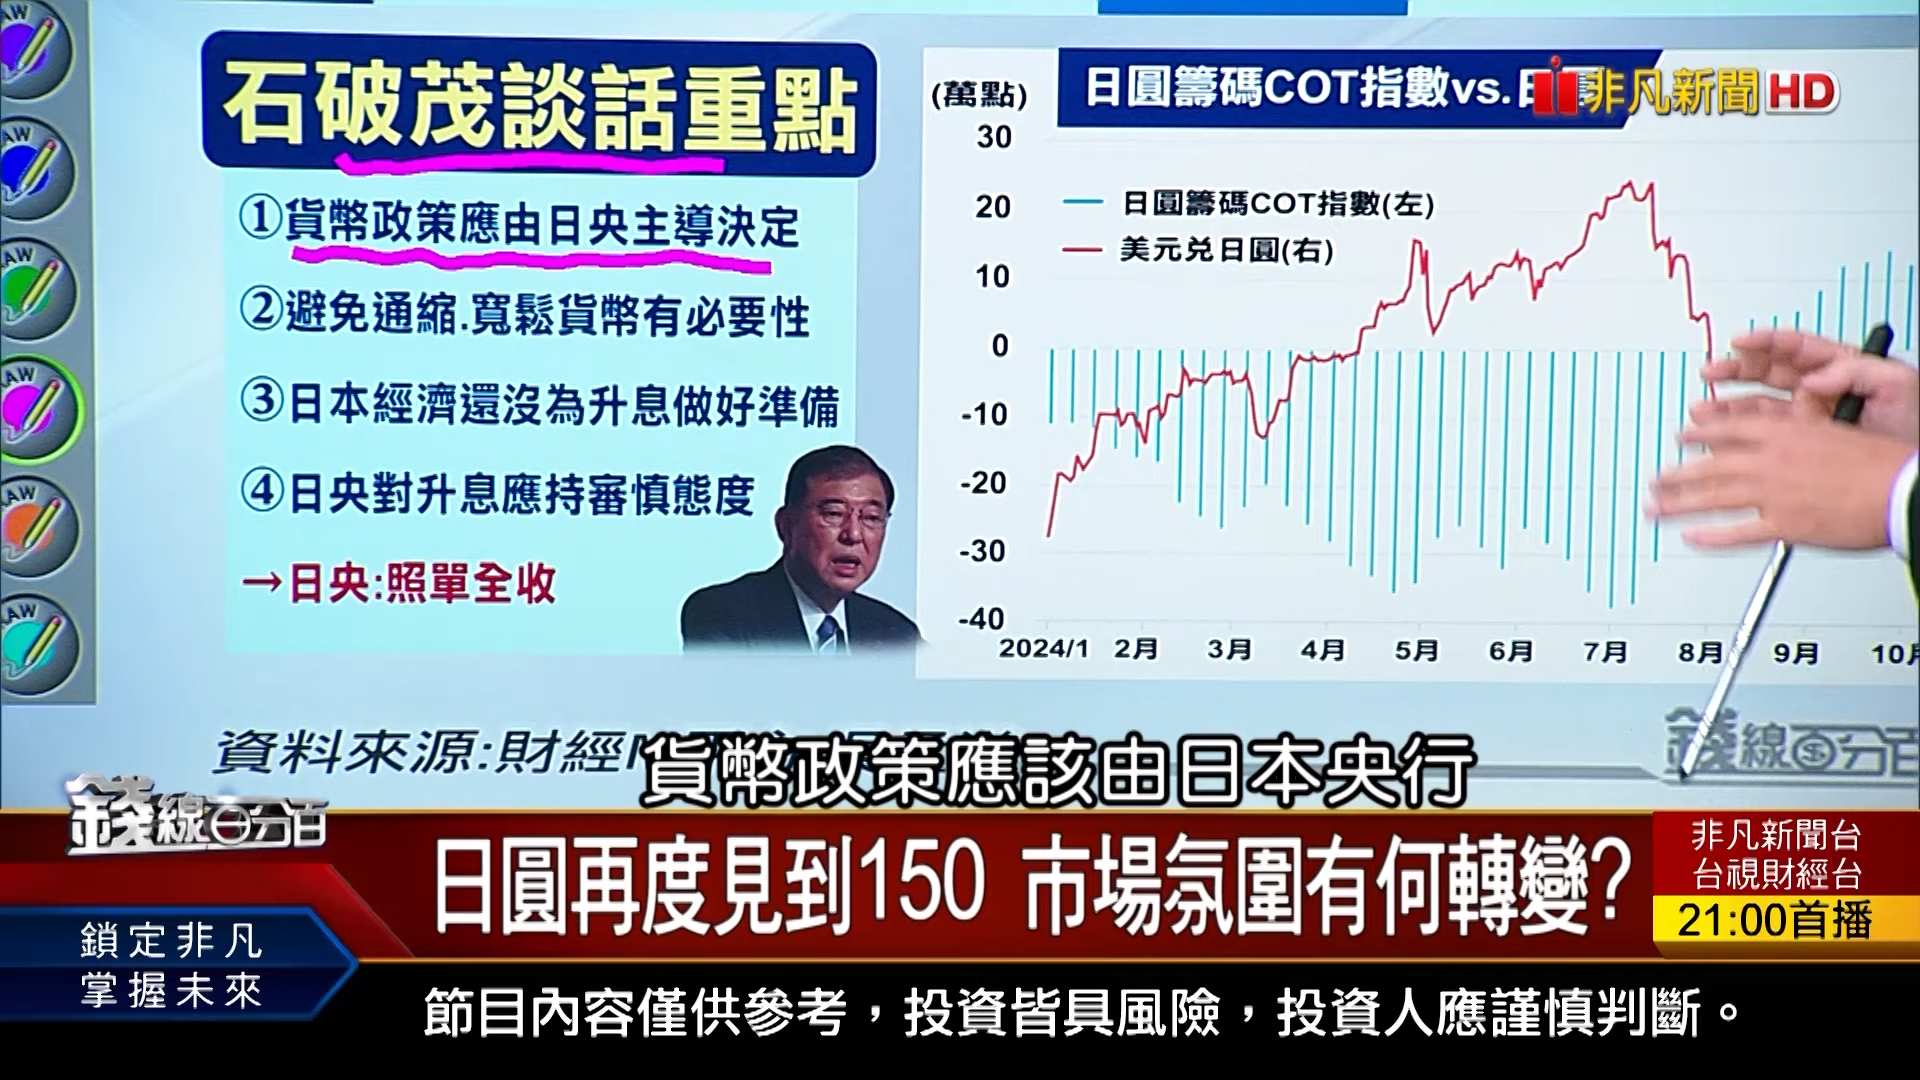 石破茂談話重點
①貨幣政策應由日央主導決定
②避免通縮.寬鬆貨幣有必要性
③日本經濟還沒為升息做好準備
④日央對升息應持審慎態度
→日央:照單全收
(萬點)
日圓籌碼COT指數vs.日
非凡新聞HD
30
20
10
0
-10
-20
-30
-40
日圓籌碼COT指數(左)
美元兌日圓(右)
2024/1 2月 3月 4月 5月 6月 7月 8月 9月 10月
資料來源:財經M
錢線百分百
貨幣政策應該由日本央行
錢線百分百
日圓再度見到150 市場氛圍有何轉變?
非凡新聞台
台視財經台
21:00首播
鎖定非凡
掌握未來
節目內容僅供參考，投資皆具風險，投資人應謹慎判斷。